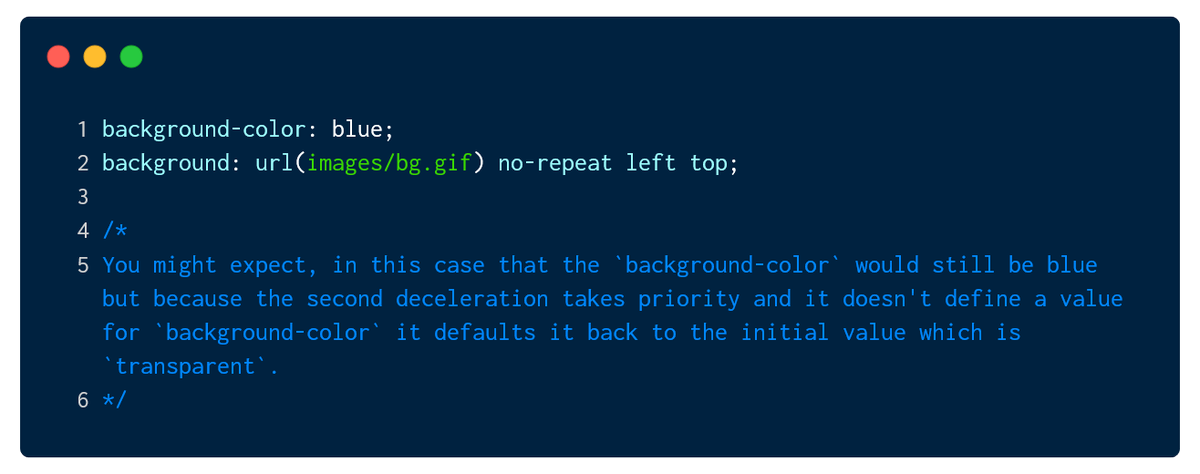 1 background-color: blue;
2 background: url(images/bg.gif) no-repeat left top;
3
4 /*
5 You might expect, in this case that the `background-color` would still be blue
but because the second deceleration takes priority and it doesn't define a value
for `background-color` it defaults it back to the initial value which is
`transparent`.
6 */